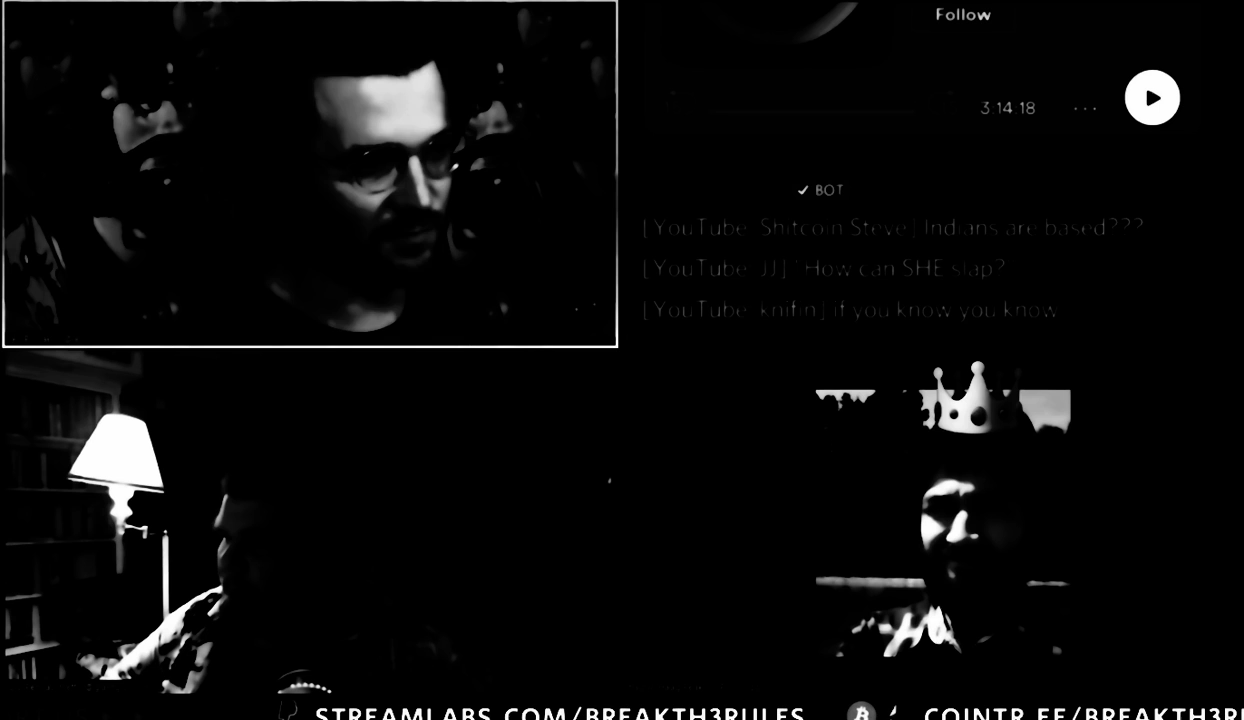 Follow
3:14:18 ...
✓ BOT
[YouTube: Shitcoin Steve] Indians are based???
[YouTube: JJ] "How can SHE slap?
[YouTube: knifin] if you know you know
STREAMLABS.COM/BREAKTH3RULES
COINTR.EE/BREAKTH3R